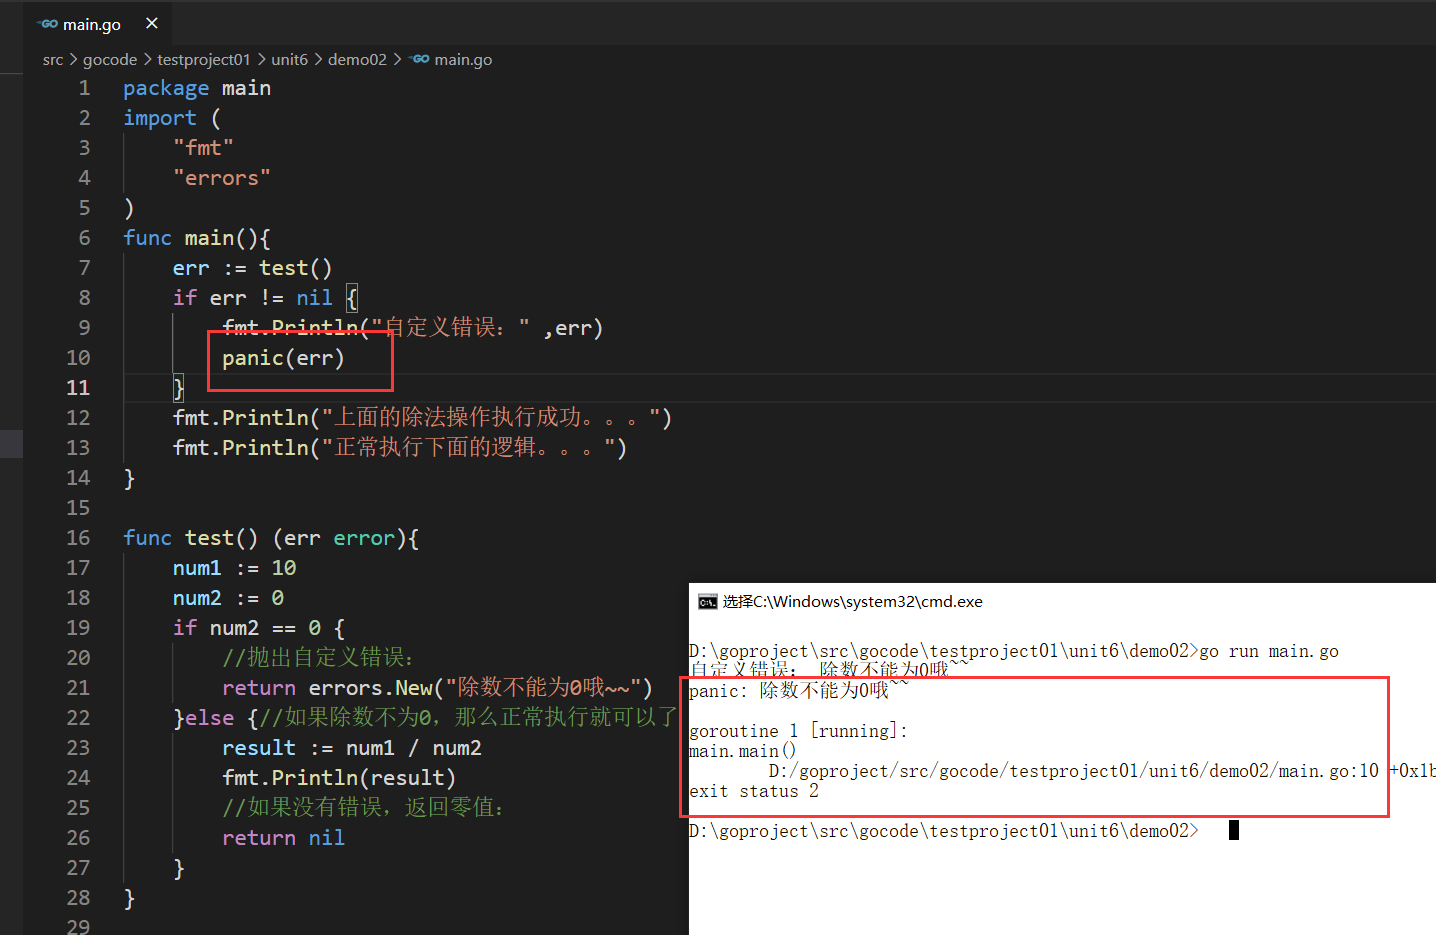 main.go
src > gocode > testproject01 > unit6 > demo02 > main.go
1 package main
2 import (
3 "fmt"
4 "errors"
5 )
6 func main(){
7 err := test()
8 if err != nil {
9 fmt.Println("自定义错误：" ,err)
10 panic(err)
11 }
12 fmt.Println("上面的除法操作执行成功。。。")
13 fmt.Println("正常执行下面的逻辑。。。")
14 }
15
16 func test() (err error){
17 num1 := 10
18 num2 := 0
19 if num2 == 0 {
20 //抛出自定义错误：
21 return errors.New("除数不能为0哦~~")
22 }else {//如果除数不为0，那么正常执行就可以了
23 result := num1 / num2
24 fmt.Println(result)
25 //如果没有错误，返回零值：
26 return nil
27 }
28 }
29
选择C:\Windows\system32\cmd.exe
D:\goproject\src\gocode\testproject01\unit6\demo02>go run main.go
自定义错误： 除数不能为0哦~~
panic: 除数不能为0哦~~
goroutine 1 [running]:
main.main()
D:/goproject/src/gocode/testproject01/unit6/demo02/main.go:10 +0x1b
exit status 2
D:\goproject\src\gocode\testproject01\unit6\demo02>